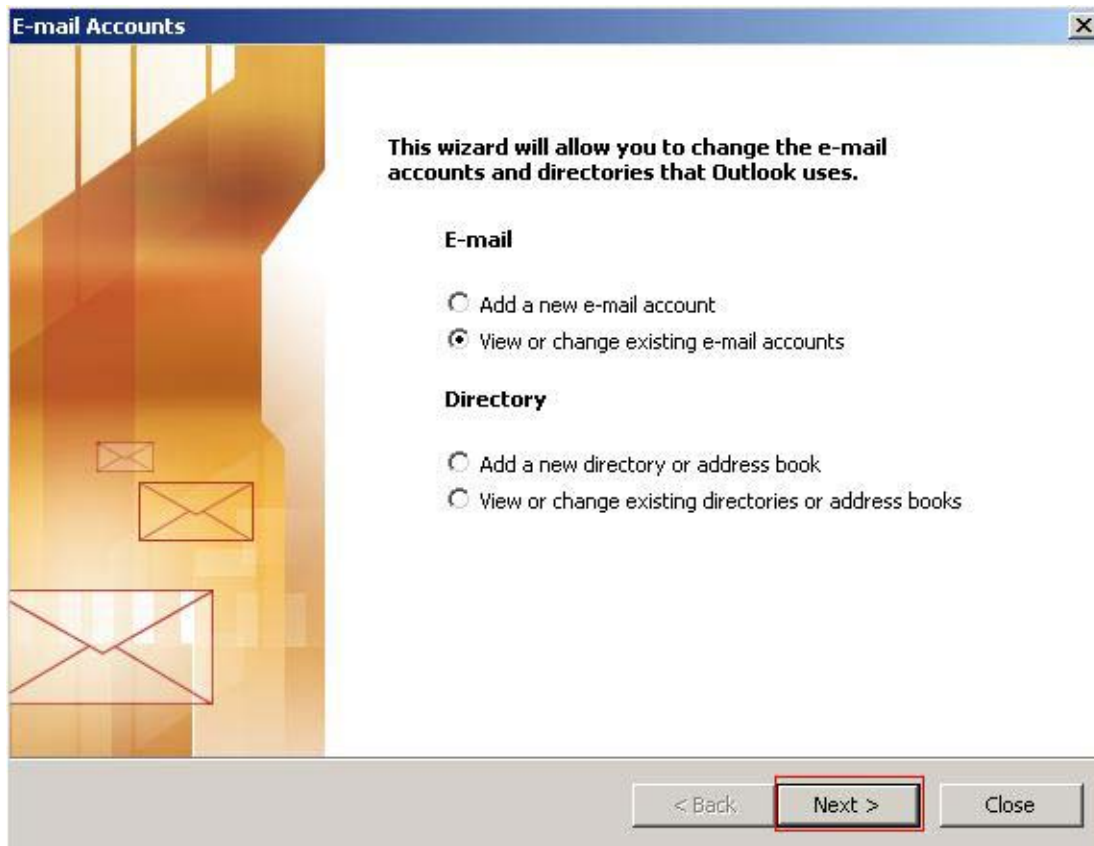 E-mail Accounts
This wizard will allow you to change the e-mail
accounts and directories that Outlook uses.
E-mail
Add a new e-mail account
View or change existing e-mail accounts
Directory
Add a new directory or address book
View or change existing directories or address books
< Back
Next >
Close